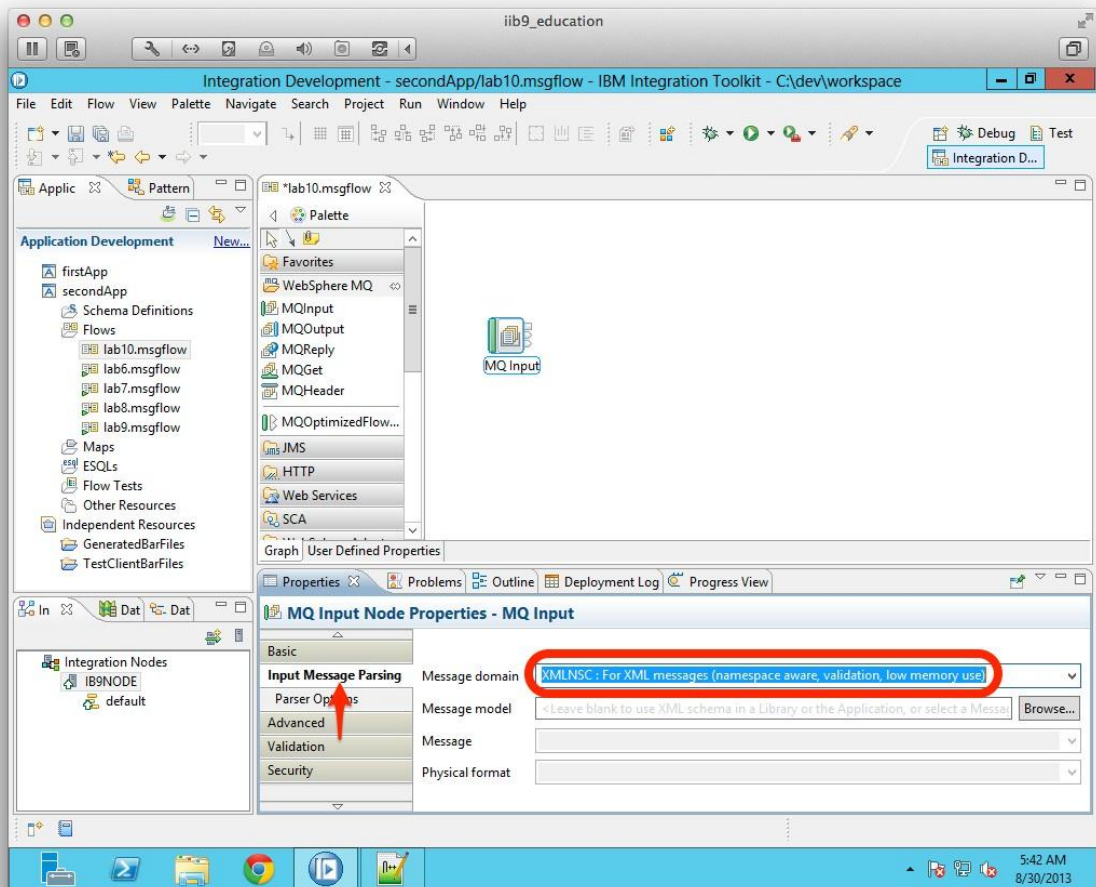 iib9_education
Integration Development - secondApp/lab10.msgflow - IBM Integration Toolkit - C:\dev\workspace
File Edit Flow View Palette Navigate Search Project Run Window Help
Debug Test
Integration D...
Applic Pattern
Application Development New...
firstApp
secondApp
Schema Definitions
Flows
lab10.msgflow
lab6.msgflow
lab7.msgflow
lab8.msgflow
lab9.msgflow
Maps
ESQLs
Flow Tests
Other Resources
Independent Resources
GeneratedBarFiles
TestClientBarFiles
*lab10.msgflow
Palette
Favorites
WebSphere MQ
MQInput
MQOutput
MQReply
MQGet
MQHeader
MQOptimizedFlow...
JMS
HTTP
Web Services
SCA
MQ Input
Graph User Defined Properties
In Dat Dat
Integration Nodes
IB9NODE
default
Properties Problems Outline Deployment Log Progress View
MQ Input Node Properties - MQ Input
Basic
Input Message Parsing
Parser Options
Advanced
Validation
Security
Message domain XMLNSC : For XML messages (namespace aware, validation, low memory use)
Message model <Leave blank to use XML schema in a Library or the Application, or select a Messag Browse...
Message
Physical format
5:42 AM
8/30/2013